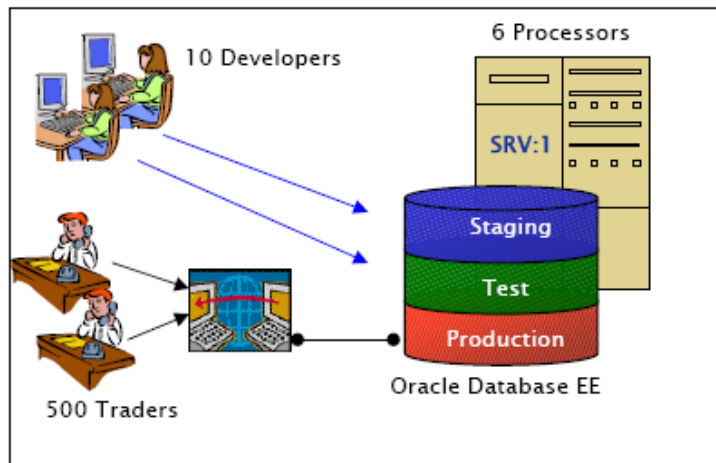 10 Developers
6 Processors
SRV:1
Staging
Test
Production
Oracle Database EE
500 Traders